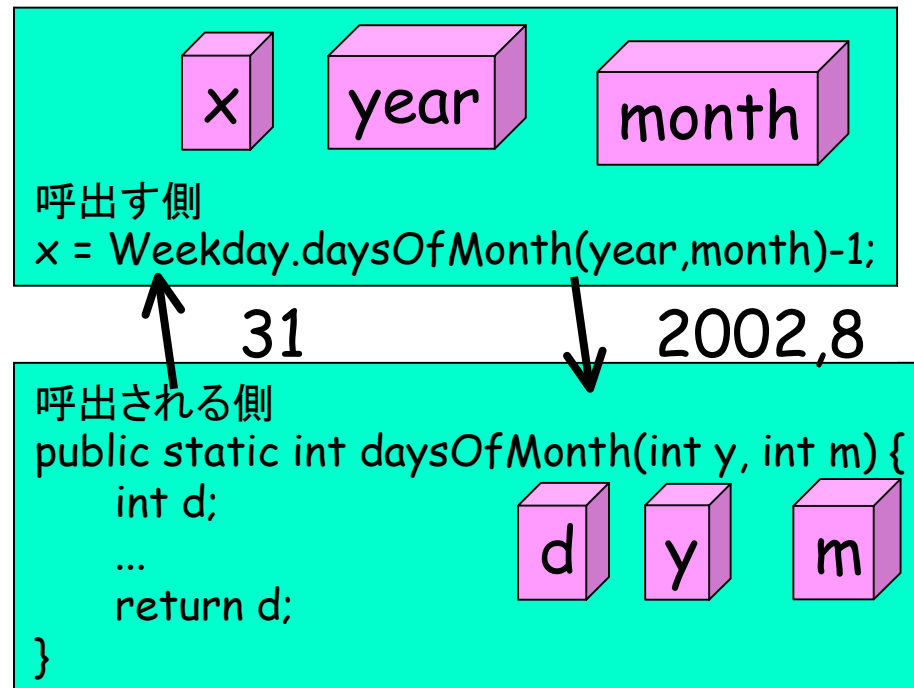 x year month
呼出す側
x = Weekday.daysOfMonth(year,month)-1;
31 2002,8
呼出される側
public static int daysOfMonth(int y, int m) {
int d;
...
return d;
}
d y m